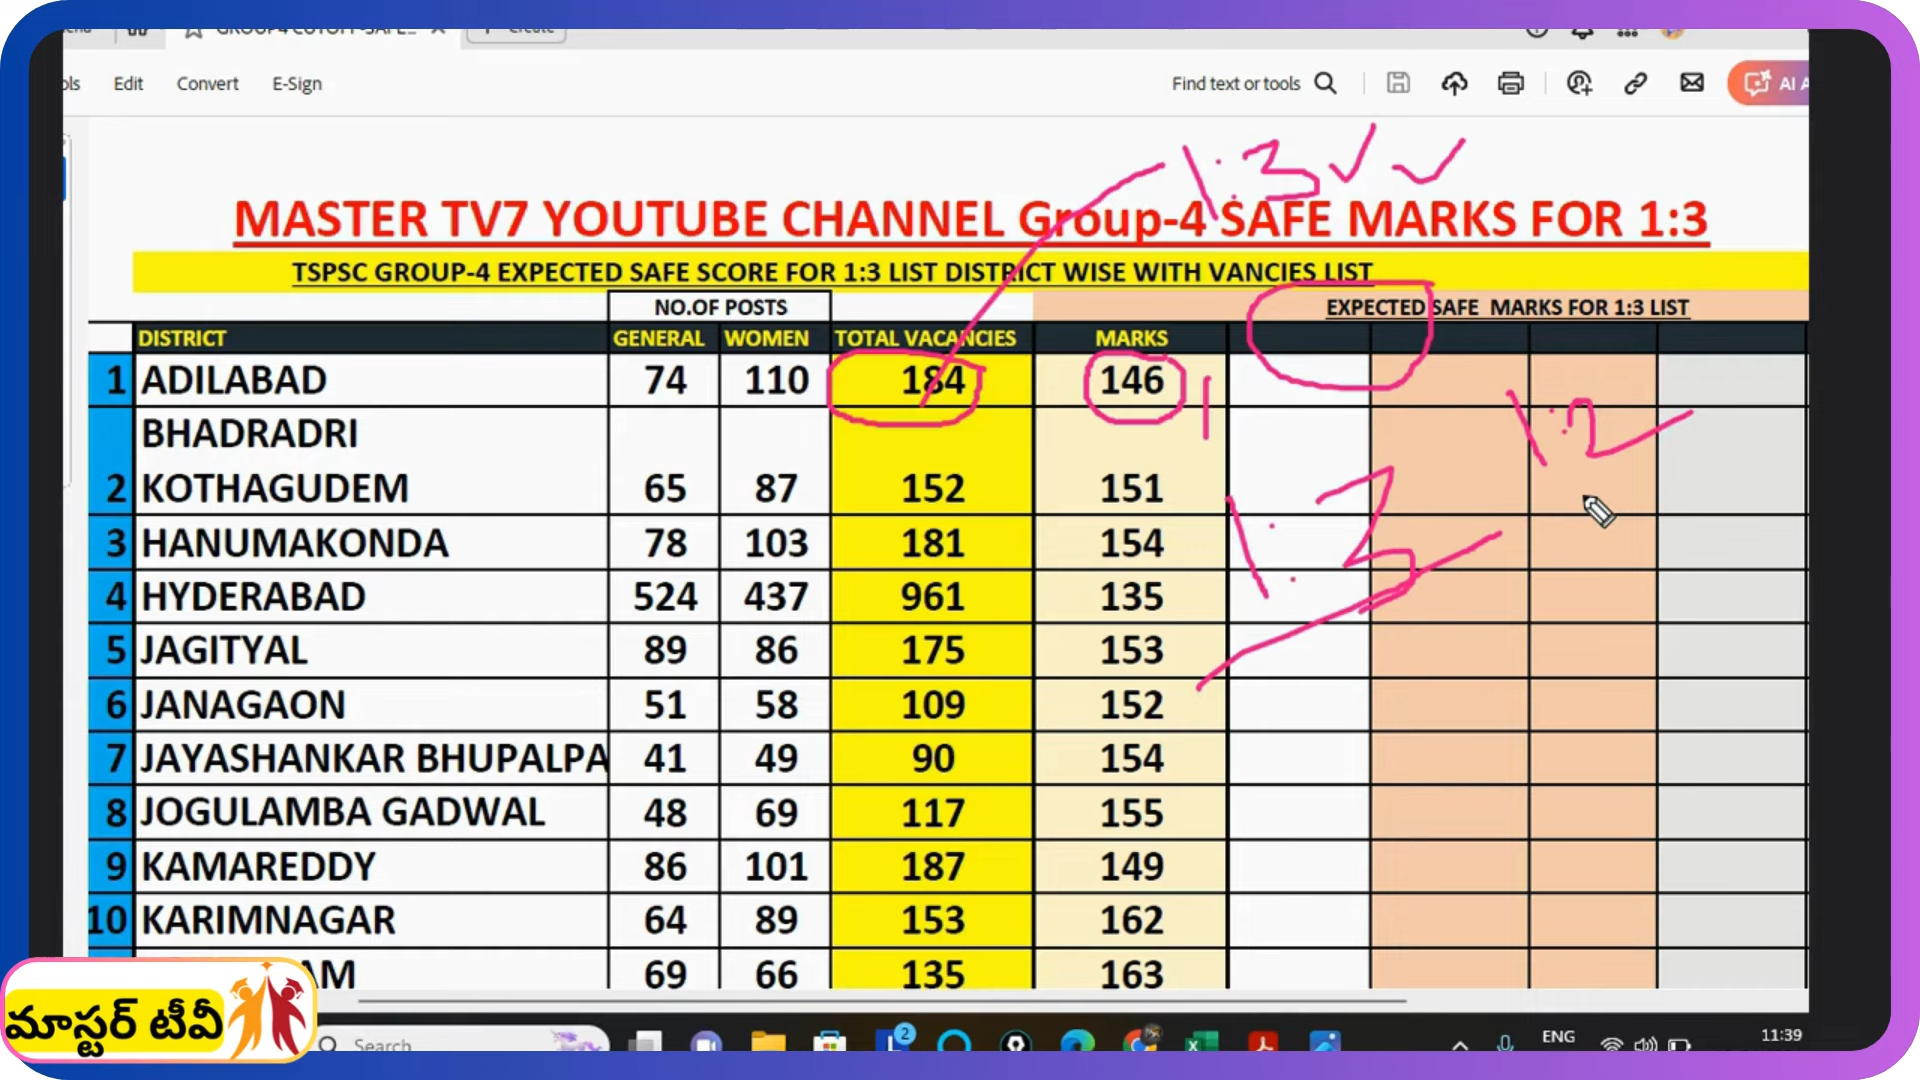 GROUP4 CUTOFF -SAFE...
Create
Edit Convert E-Sign Find text or tools AI
1:3
MASTER TV7 YOUTUBE CHANNEL Group-4 SAFE MARKS FOR 1:3
TSPSC GROUP-4 EXPECTED SAFE SCORE FOR 1:3 LIST DISTRICT WISE WITH VANCIES LIST
NO.OF POSTS EXPECTED SAFE MARKS FOR 1:3 LIST
DISTRICT GENERAL WOMEN TOTAL VACANCIES MARKS
1 ADILABAD 74 110 184 146
1:2
BHADRADRI
2 KOTHAGUDEM 65 87 152 151
1:3
3 HANUMAKONDA 78 103 181 154
4 HYDERABAD 524 437 961 135
5 JAGITYAL 89 86 175 153
6 JANAGAON 51 58 109 152
7 JAYASHANKAR BHUPALPA 41 49 90 154
8 JOGULAMBA GADWAL 48 69 117 155
9 KAMAREDDY 86 101 187 149
10 KARIMNAGAR 64 89 153 162
AM 69 66 135 163
మాస్టర్ టీవీ
Search 2 ENG 11:39